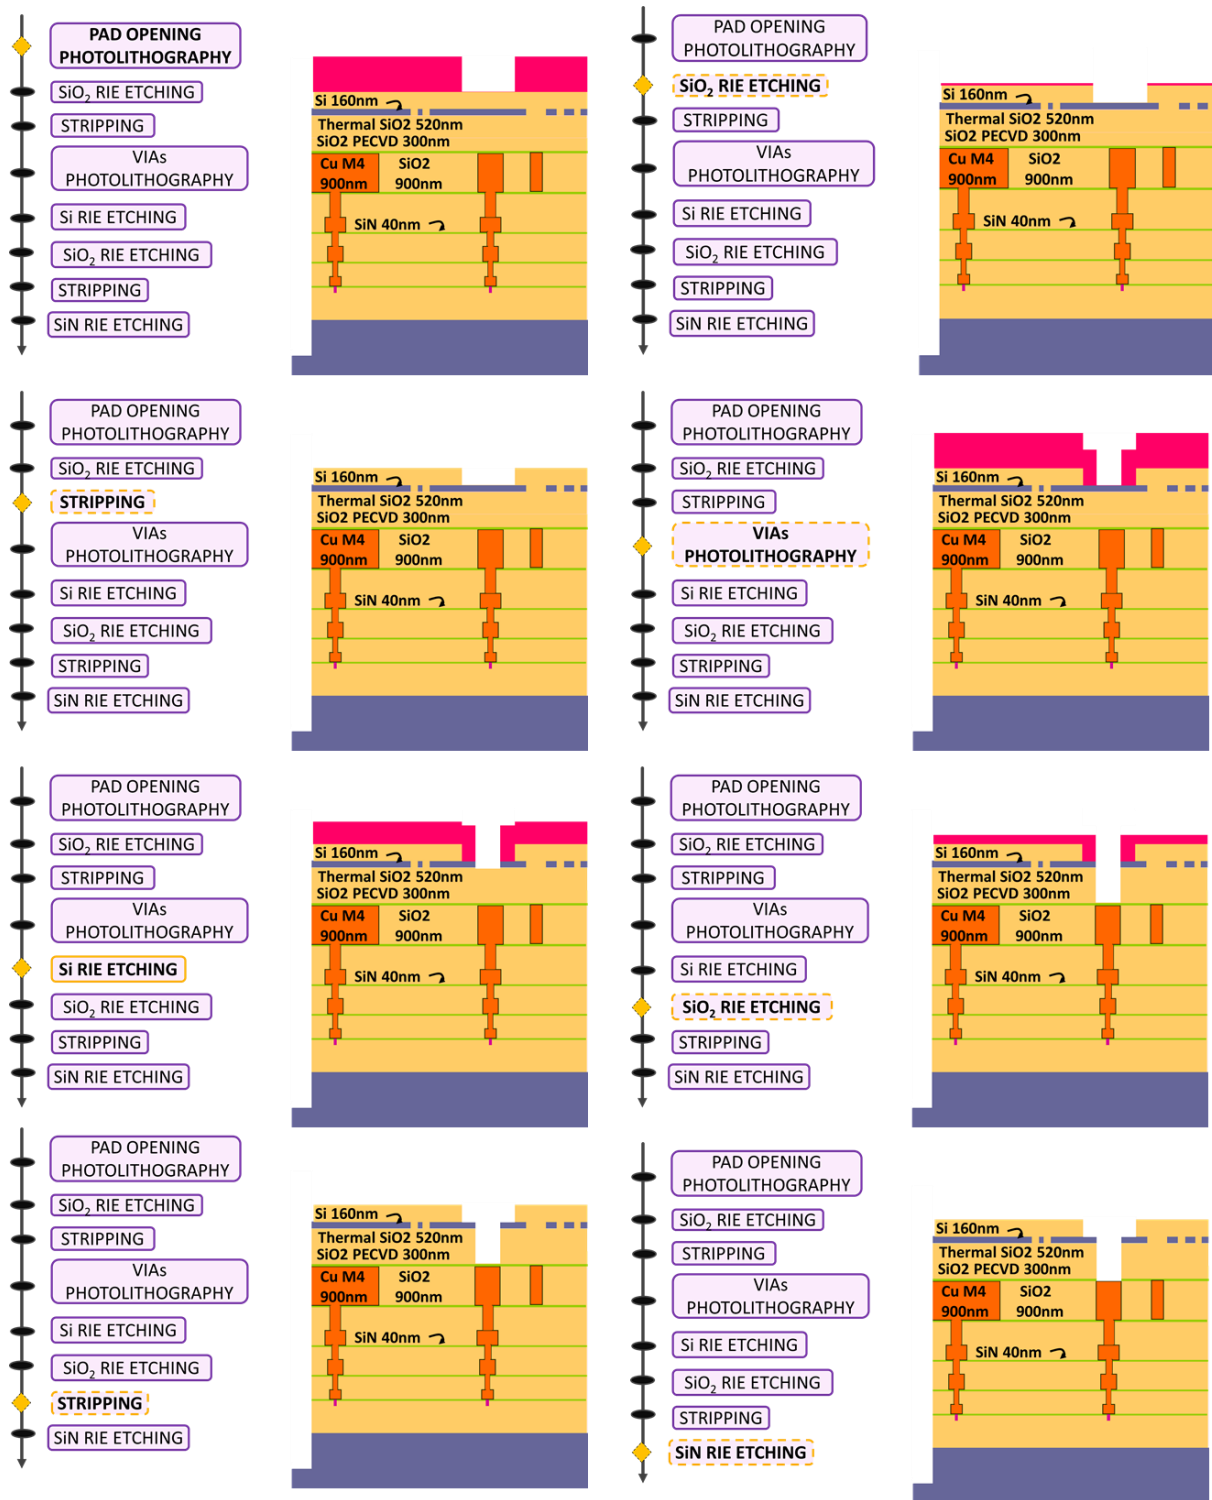 PAD OPENING
PHOTOLITHOGRAPHY
SiO2 RIE ETCHING
STRIPPING
VIAs
PHOTOLITHOGRAPHY
Si RIE ETCHING
SiO2 RIE ETCHING
STRIPPING
SiN RIE ETCHING
Si 160nm
Thermal SiO2 520nm
SiO2 PECVD 300nm
Cu M4 SiO2
900nm 900nm
SiN 40nm
PAD OPENING
PHOTOLITHOGRAPHY
SiO2 RIE ETCHING
STRIPPING
VIAs
PHOTOLITHOGRAPHY
Si RIE ETCHING
SiO2 RIE ETCHING
STRIPPING
SiN RIE ETCHING
Si 160nm
Thermal SiO2 520nm
SiO2 PECVD 300nm
Cu M4 SiO2
900nm 900nm
SiN 40nm
PAD OPENING
PHOTOLITHOGRAPHY
SiO2 RIE ETCHING
STRIPPING
VIAs
PHOTOLITHOGRAPHY
Si RIE ETCHING
SiO2 RIE ETCHING
STRIPPING
SiN RIE ETCHING
Si 160nm
Thermal SiO2 520nm
SiO2 PECVD 300nm
Cu M4 SiO2
900nm 900nm
SiN 40nm
PAD OPENING
PHOTOLITHOGRAPHY
SiO2 RIE ETCHING
STRIPPING
VIAs
PHOTOLITHOGRAPHY
Si RIE ETCHING
SiO2 RIE ETCHING
STRIPPING
SiN RIE ETCHING
Si 160nm
Thermal SiO2 520nm
SiO2 PECVD 300nm
Cu M4 SiO2
900nm 900nm
SiN 40nm
PAD OPENING
PHOTOLITHOGRAPHY
SiO2 RIE ETCHING
STRIPPING
VIAs
PHOTOLITHOGRAPHY
Si RIE ETCHING
SiO2 RIE ETCHING
STRIPPING
SiN RIE ETCHING
Si 160nm
Thermal SiO2 520nm
SiO2 PECVD 300nm
Cu M4 SiO2
900nm 900nm
SiN 40nm
PAD OPENING
PHOTOLITHOGRAPHY
SiO2 RIE ETCHING
STRIPPING
VIAs
PHOTOLITHOGRAPHY
Si RIE ETCHING
SiO2 RIE ETCHING
STRIPPING
SiN RIE ETCHING
Si 160nm
Thermal SiO2 520nm
SiO2 PECVD 300nm
Cu M4 SiO2
900nm 900nm
SiN 40nm
PAD OPENING
PHOTOLITHOGRAPHY
SiO2 RIE ETCHING
STRIPPING
VIAs
PHOTOLITHOGRAPHY
Si RIE ETCHING
SiO2 RIE ETCHING
STRIPPING
SiN RIE ETCHING
Si 160nm
Thermal SiO2 520nm
SiO2 PECVD 300nm
Cu M4 SiO2
900nm 900nm
SiN 40nm
PAD OPENING
PHOTOLITHOGRAPHY
SiO2 RIE ETCHING
STRIPPING
VIAs
PHOTOLITHOGRAPHY
Si RIE ETCHING
SiO2 RIE ETCHING
STRIPPING
SiN RIE ETCHING
Si 160nm
Thermal SiO2 520nm
SiO2 PECVD 300nm
Cu M4 SiO2
900nm 900nm
SiN 40nm